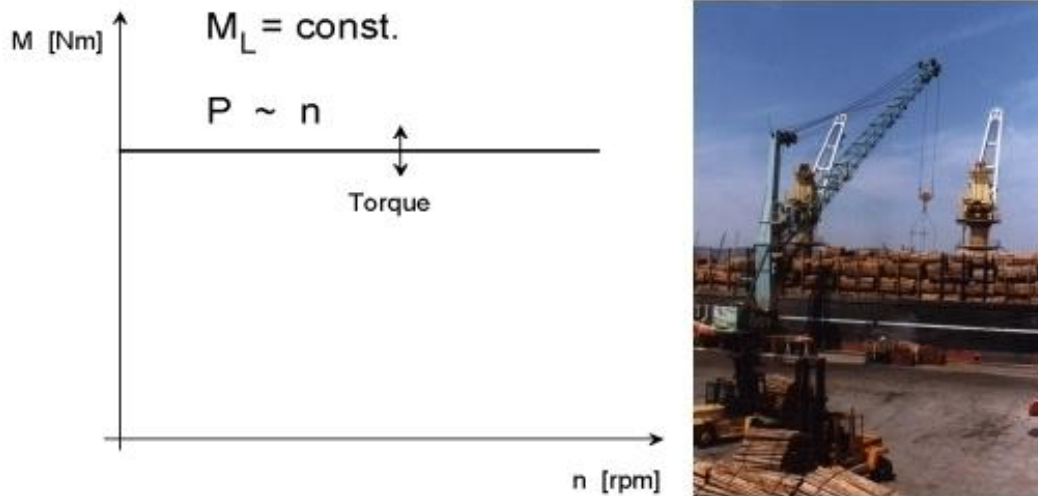 M [Nm]
M_L = const.
P ~ n
Torque
n [rpm]